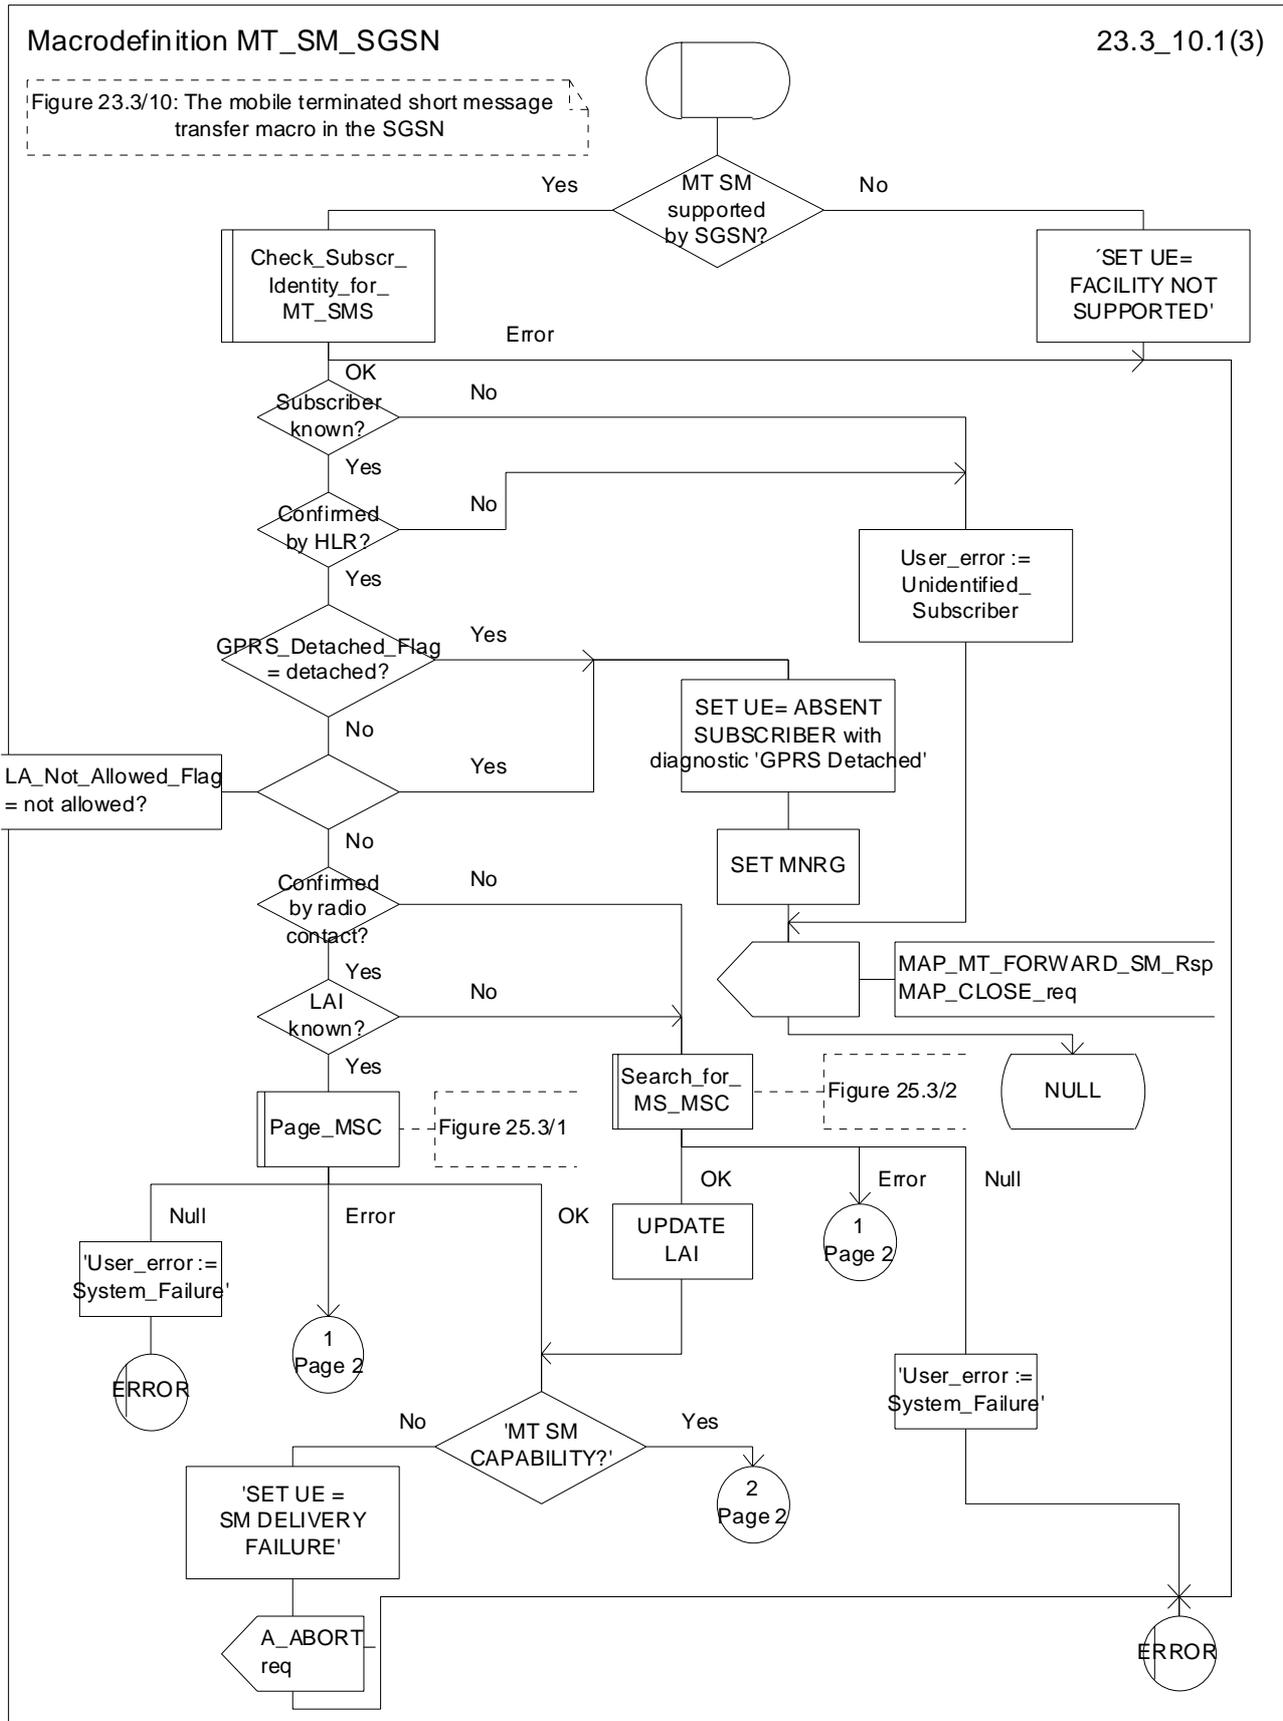 Macrodefinition MT_SM_SGSN
23.3_10.1(3)
Figure 23.3/10: The mobile terminated short message
transfer macro in the SGSN
Yes
MT SM
supported
by SGSN?
No
Check_Subscr_
Identity_for_
MT_SMS
´SET UE=
FACILITY NOT
SUPPORTED'
Error
OK
Subscriber
known?
No
Yes
Confirmed
by HLR?
No
Yes
User_error :=
Unidentified_
Subscriber
GPRS_Detached_Flag
= detached?
Yes
No
SET UE= ABSENT
SUBSCRIBER with
diagnostic 'GPRS Detached'
LA_Not_Allowed_Flag
= not allowed?
Yes
No
SET MNRG
Confirmed
by radio
contact?
No
Yes
MAP_MT_FORWARD_SM_Rsp
MAP_CLOSE_req
LAI
known?
No
Yes
Search_for_
MS_MSC
Figure 25.3/2
NULL
Page_MSC
Figure 25.3/1
OK
Error
Null
Null
Error
OK
UPDATE
LAI
1
Page 2
'User_error :=
System_Failure'
1
Page 2
ERROR
'User_error :=
System_Failure'
No
'MT SM
CAPABILITY?'
Yes
2
Page 2
'SET UE =
SM DELIVERY
FAILURE'
A_ABORT_
req
ERROR